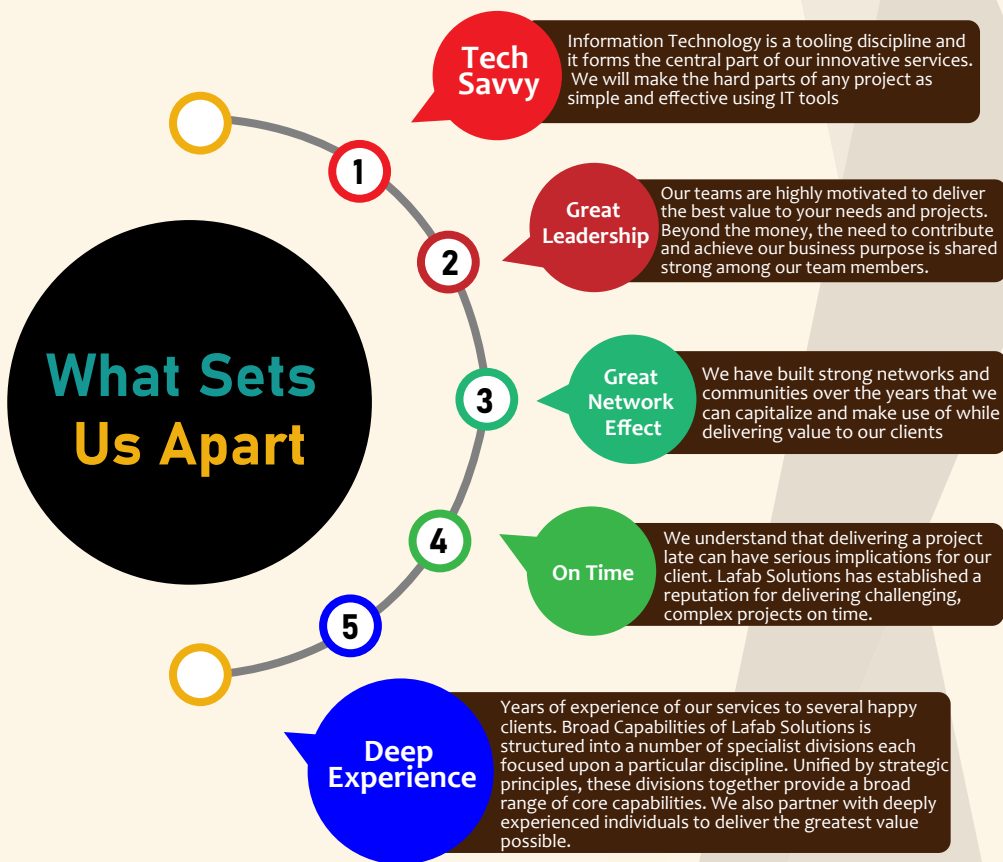 What Sets
Us Apart
1
Tech
Savvy
Information Technology is a tooling discipline and
it forms the central part of our innovative services.
We will make the hard parts of any project as
simple and effective using IT tools
2
Great
Leadership
Our teams are highly motivated to deliver
the best value to your needs and projects.
Beyond the money, the need to contribute
and achieve our business purpose is shared
strong among our team members.
3
Great
Network
Effect
We have built strong networks and
communities over the years that we
can capitalize and make use of while
delivering value to our clients
4
On Time
We understand that delivering a project
late can have serious implications for our
client. Lafab Solutions has established a
reputation for delivering challenging,
complex projects on time.
5
Deep
Experience
Years of experience of our services to several happy
clients. Broad Capabilities of Lafab Solutions is
structured into a number of specialist divisions each
focused upon a particular discipline. Unified by strategic
principles, these divisions together provide a broad
range of core capabilities. We also partner with deeply
experienced individuals to deliver the greatest value
possible.